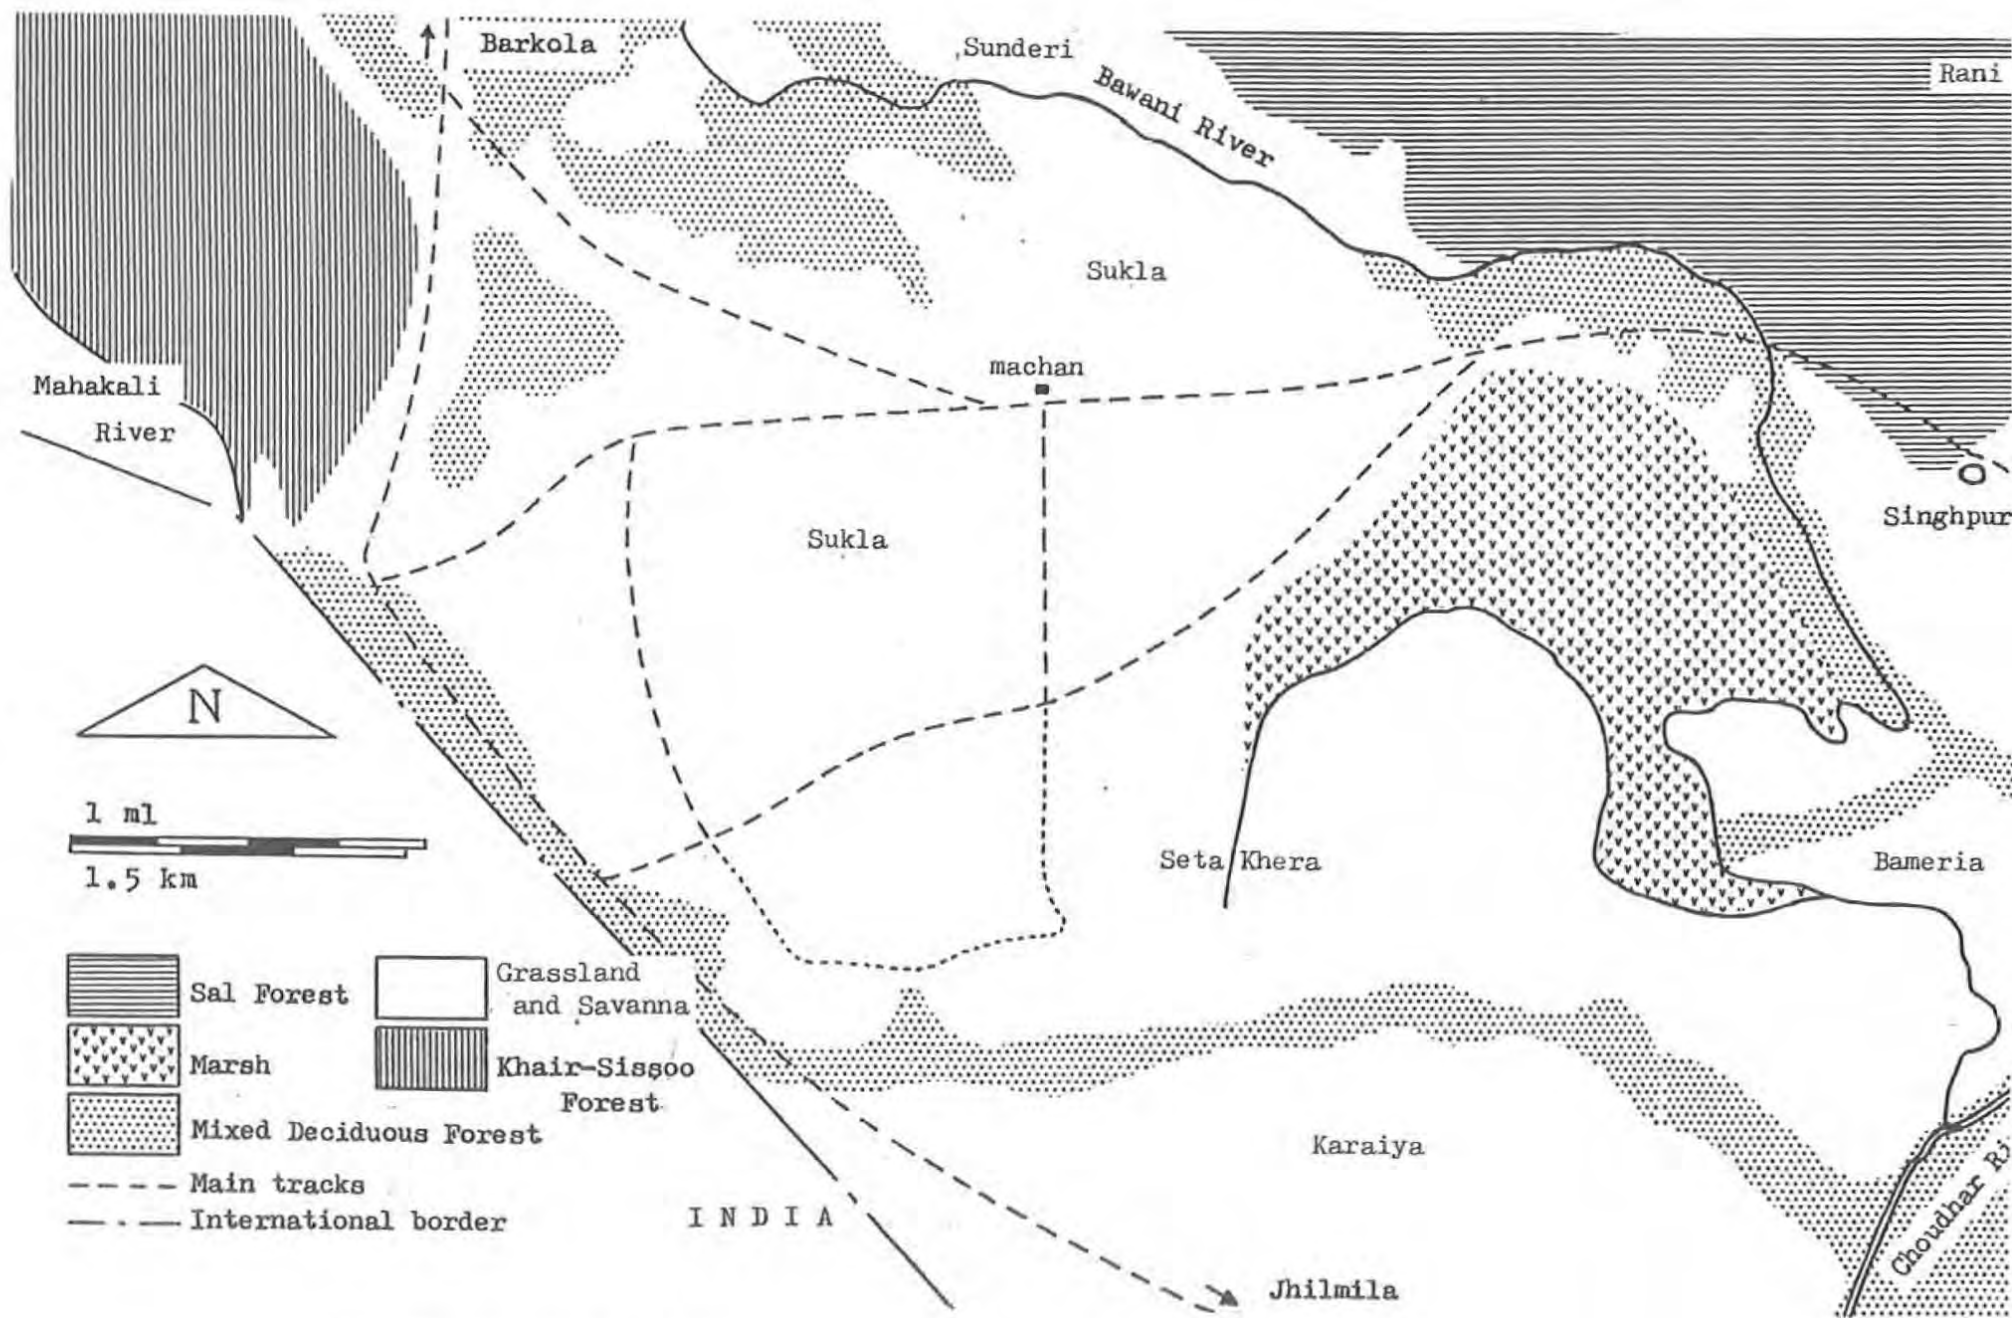 Barkola
Sunderi
Bawani River
Rani
Sukla
machan
Mahakali
River
Sukla
Singhpur
N
1 ml
1.5 km
Seta Khera
Bameria
Sal Forest
Grassland
and Savanna
Marsh
Khair-Sissoo
Forest
Mixed Deciduous Forest
Main tracks
International border
INDIA
Karaiya
Choudhar Ri
Jhilmila